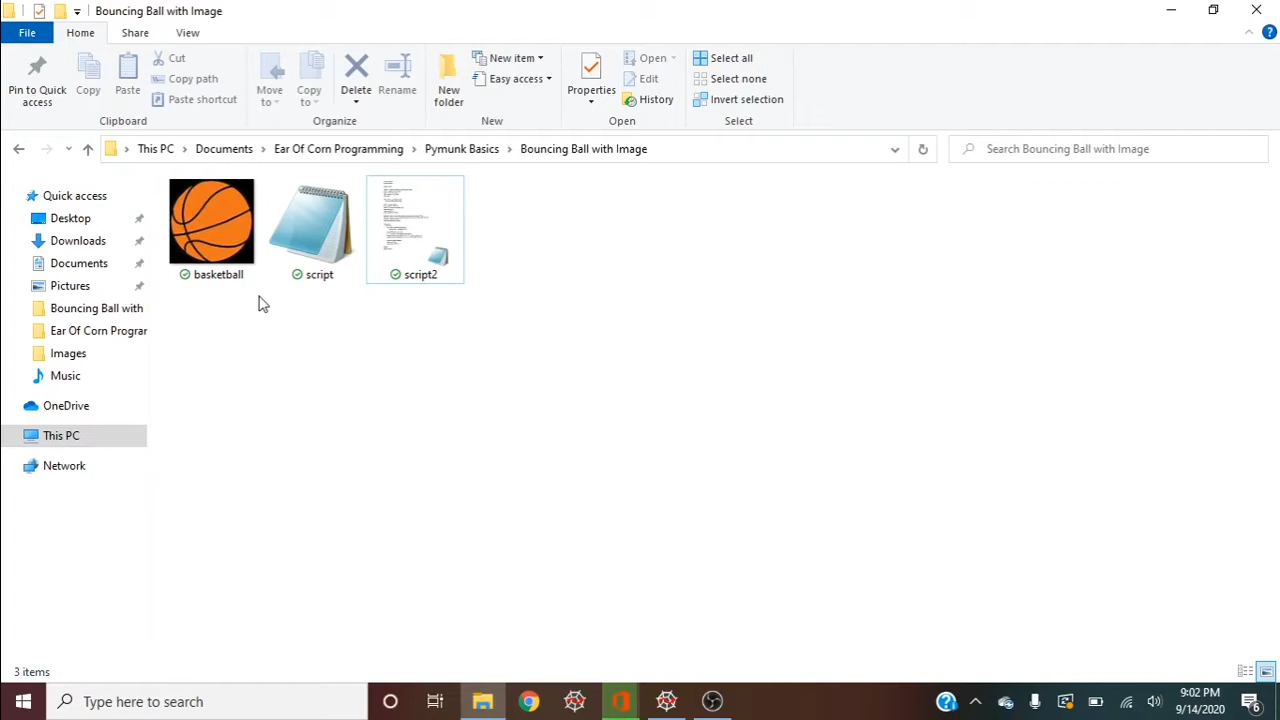 Bouncing Ball with Image
File Home Share View
Pin to Quick access
Copy
Paste
Cut
Copy path
Paste shortcut
Clipboard
Move to
Copy to
Delete
Rename
Organize
New folder
New item
Easy access
New
Properties
Open
Edit
History
Open
Select all
Select none
Invert selection
Select
This PC > Documents > Ear Of Corn Programming > Pymunk Basics > Bouncing Ball with Image
Search Bouncing Ball with Image
Quick access
Desktop
Downloads
Documents
Pictures
Bouncing Ball with
Ear Of Corn Prograr
Images
Music
OneDrive
This PC
Network
basketball
script
script2
3 items
Type here to search
9:02 PM
9/14/2020
6